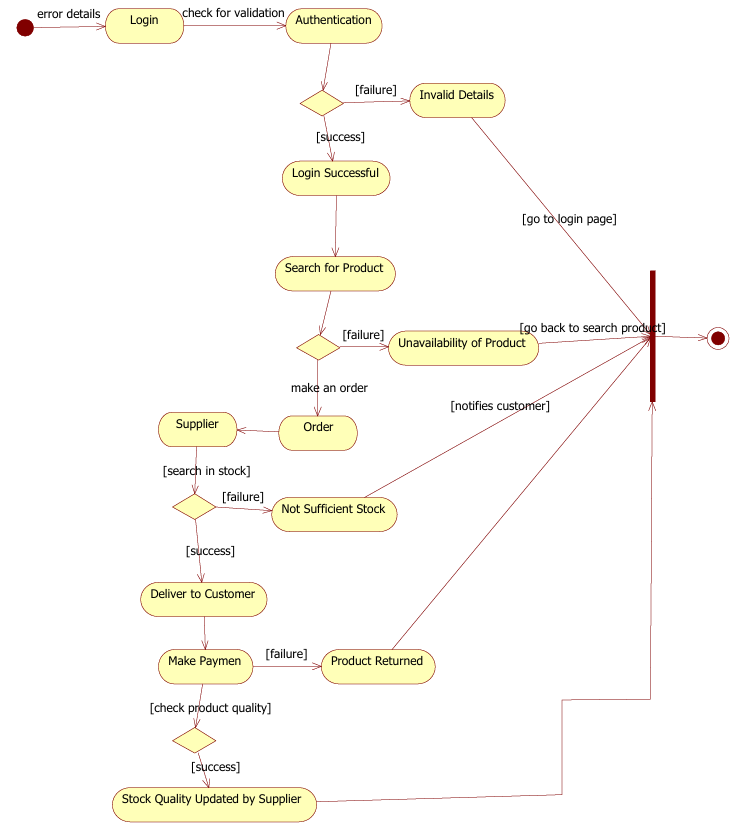 error details
Login
check for validation
Authentication
[failure]
Invalid Details
[success]
Login Successful
[go to login page]
Search for Product
[go back to search product]
[failure]
Unavailability of Product
make an order
[notifies customer]
Supplier
Order
[search in stock]
[failure]
Not Sufficient Stock
[success]
Deliver to Customer
Make Paymen
[failure]
Product Returned
[check product quality]
[success]
Stock Quality Updated by Supplier